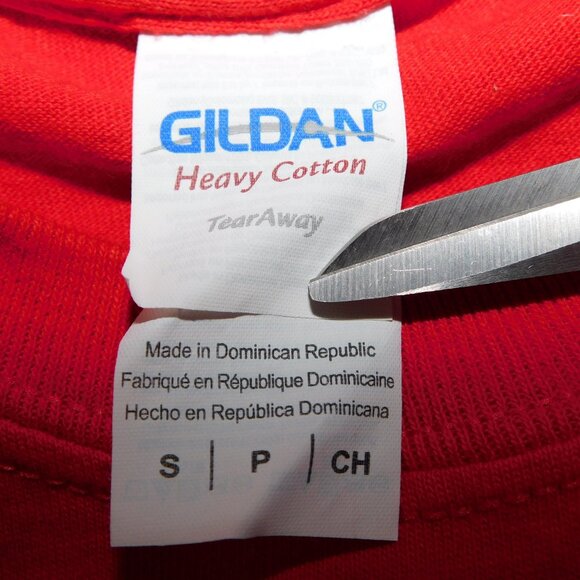 GILDAN®
Heavy Cotton
TearAway
Made in Dominican Republic
Fabriqué en République Dominicaine
Hecho en República Dominicana
S | P | CH